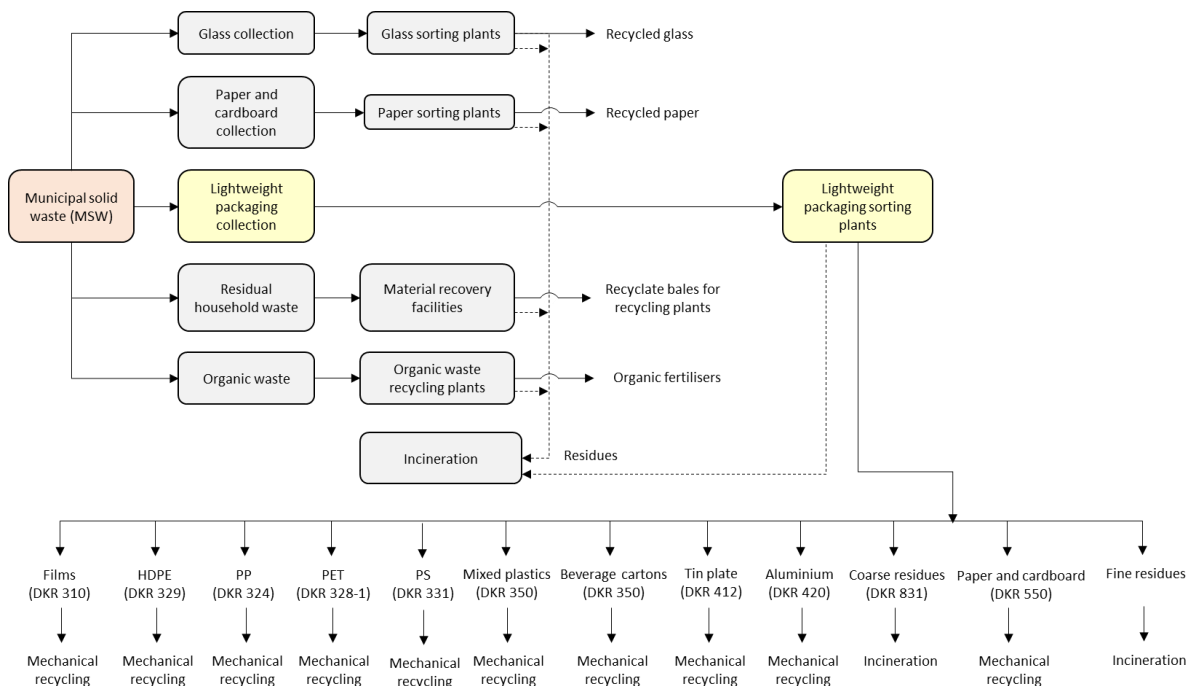 Glass collection
Glass sorting plants
Recycled glass
Paper and
cardboard
collection
Paper sorting plants
Recycled paper
Municipal solid
waste (MSW)
Lightweight
packaging
collection
Lightweight
packaging sorting
plants
Residual
household waste
Material recovery
facilities
Recyclate bales for
recycling plants
Organic waste
Organic waste
recycling plants
Organic fertilisers
Incineration
Residues
Films
(DKR 310)
HDPE
(DKR 329)
PP
(DKR 324)
PET
(DKR 328-1)
PS
(DKR 331)
Mixed plastics
(DKR 350)
Beverage cartons
(DKR 350)
Tin plate
(DKR 412)
Aluminium
(DKR 420)
Coarse residues
(DKR 831)
Paper and cardboard
(DKR 550)
Fine residues
Mechanical
recycling
Mechanical
recycling
Mechanical
recycling
Mechanical
recycling
Mechanical
recycling
Mechanical
recycling
Mechanical
recycling
Mechanical
recycling
Mechanical
recycling
Incineration
Mechanical
recycling
Incineration